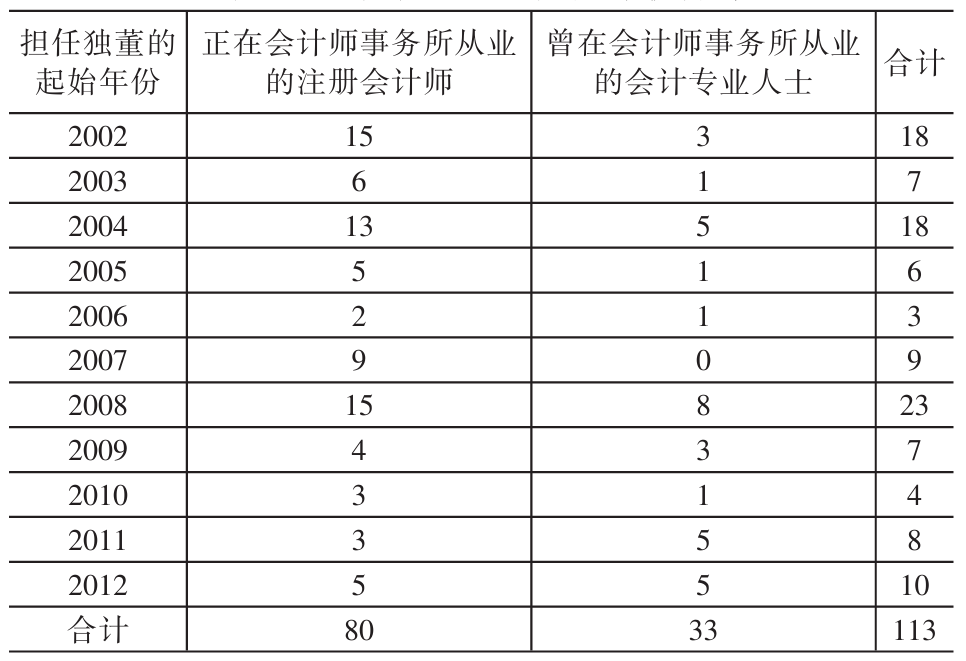 担任独董的起始年份 正在会计师事务所从业的注册会计师 曾在会计师事务所从业的会计专业人士 合计
2002 15 3 18
2003 6 1 7
2004 13 5 18
2005 5 1 6
2006 2 1 3
2007 9 0 9
2008 15 8 23
2009 4 3 7
2010 3 1 4
2011 3 5 8
2012 5 5 10
合计 80 33 113